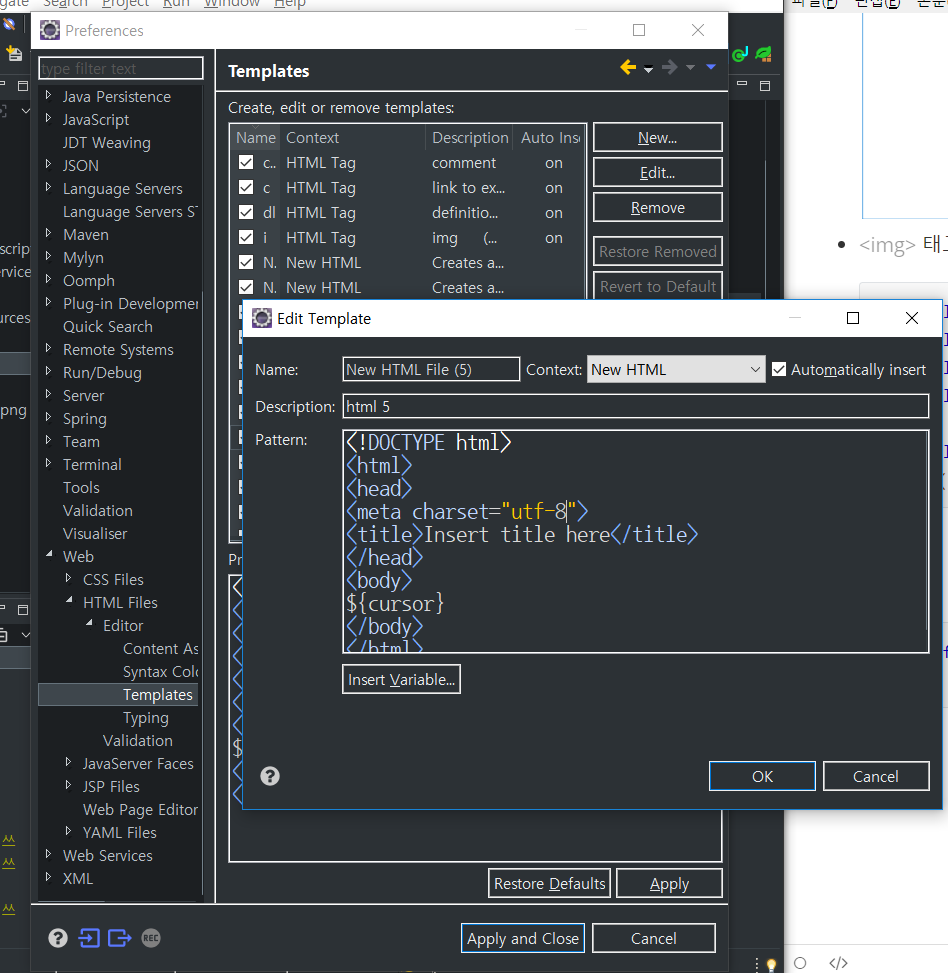 Search Project Run Window Help
Preferences
type filter text
Java Persistence
JavaScript
JDT Weaving
JSON
Language Servers
Language Servers ST
Maven
Mylyn
Oomph
Plug-in Developmen
Quick Search
Remote Systems
Run/Debug
Server
Spring
Team
Terminal
Tools
Validation
Visualiser
Web
CSS Files
HTML Files
Editor
Content As
Syntax Colo
Templates
Typing
Validation
JavaServer Faces
JSP Files
Web Page Editor
YAML Files
Web Services
XML
Templates
Create, edit or remove templates:
Name Context Description Auto Inse
c.. HTML Tag comment on
c HTML Tag link to ex... on
dl HTML Tag definitio... on
i HTML Tag img (... on
N. New HTML Creates a...
N. New HTML Creates a...
New...
Edit...
Remove
Restore Removed
Revert to Default
Edit Template
Name: New HTML File (5) Context: New HTML Automatically insert
Description: html 5
Pattern:
<!DOCTYPE html>
<html>
<head>
<meta charset="utf-8">
<title>Insert title here</title>
</head>
<body>
${cursor}
</body>
</html>
Insert Variable...
OK Cancel
Restore Defaults Apply
REC
Apply and Close Cancel
<img>
png
</>